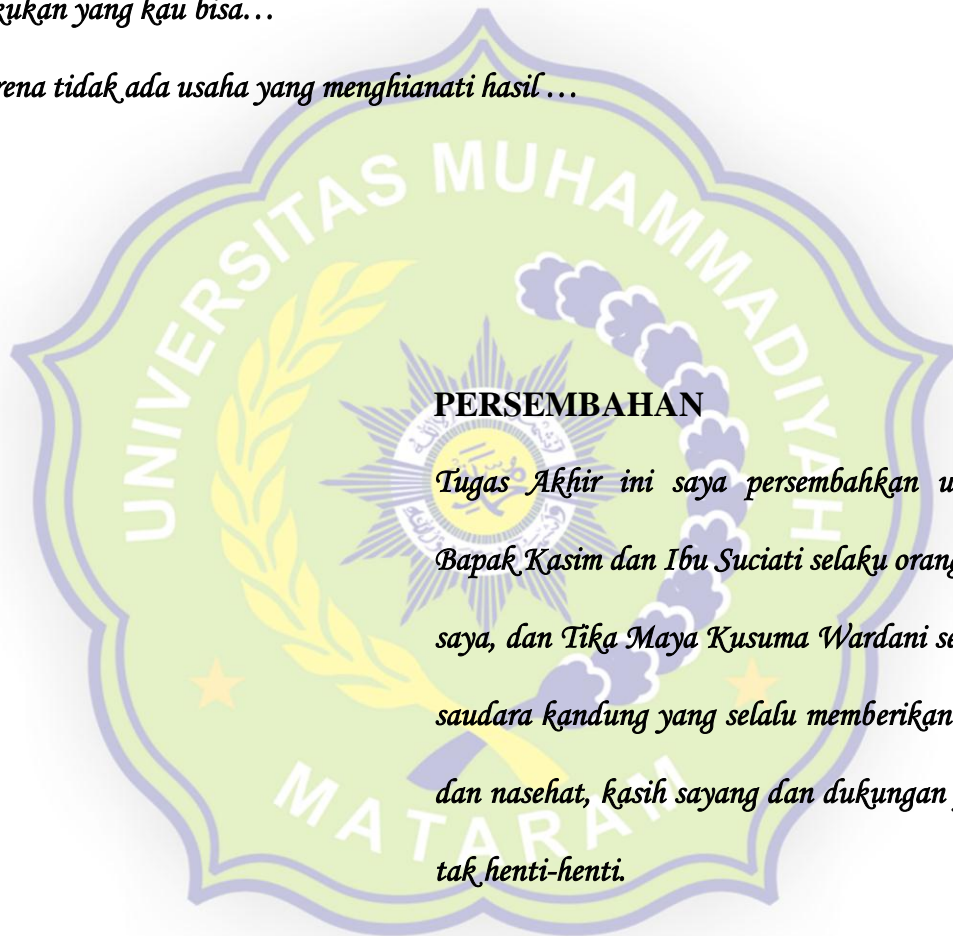 kukan yang kau bisa…
rena tidak ada usaha yang menghianati hasil …
UNIVERSITAS MUHAMMADIYAH
MATARAM
PERSEMBAHAN
Tugas Akhir ini saya persembahkan u
Bapak Kasim dan Ibu Suciati selaku orang
saya, dan Tika Maya Kusuma Wardani se
saudara kandung yang selalu memberikan
dan nasehat, kasih sayang dan dukungan
tak henti-henti.